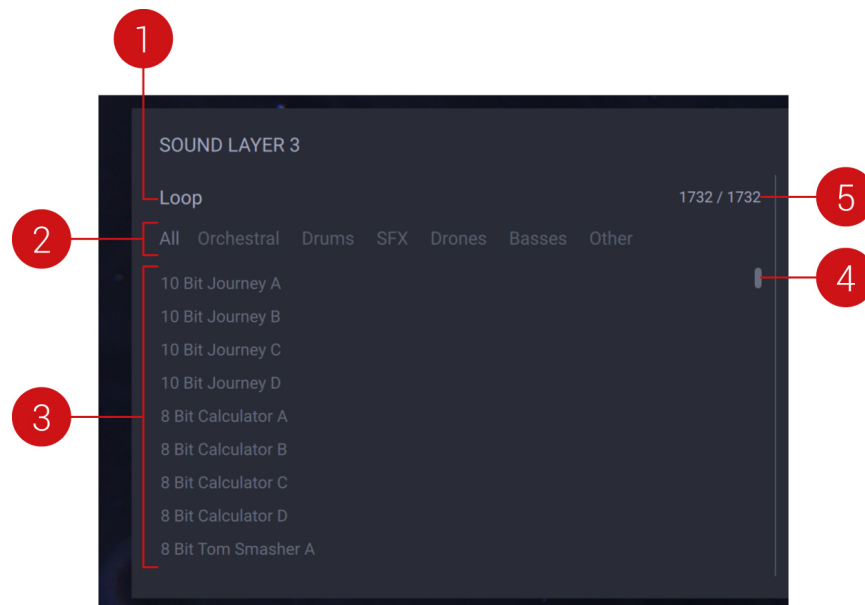 1
SOUND LAYER 3
Loop
1732 / 1732
5
2
All Orchestral Drums SFX Drones Basses Other
10 Bit Journey A
4
10 Bit Journey B
10 Bit Journey C
10 Bit Journey D
3
8 Bit Calculator A
8 Bit Calculator B
8 Bit Calculator C
8 Bit Calculator D
8 Bit Tom Smasher A